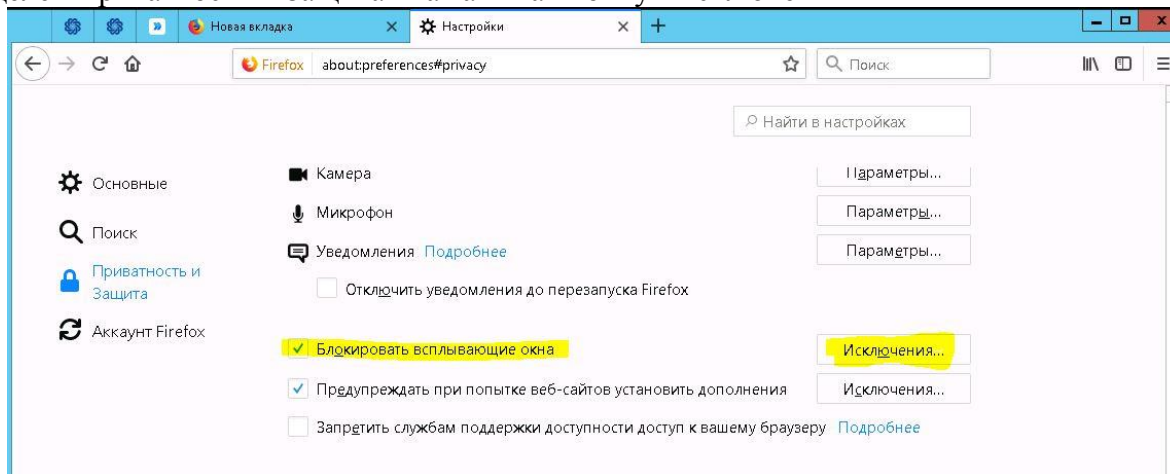 Новая вкладка
Настройки
Firefox about:preferences#privacy Поиск
Найти в настройках
Камера Параметры...
Основные
Микрофон Параметры...
Поиск
Уведомления Подробнее Параметры...
Приватность и
Защита
Отключить уведомления до перезапуска Firefox
Аккаунт Firefox
Блокировать всплывающие окна Исключения...
Предупреждать при попытке веб-сайтов установить дополнения Исключения...
Запретить службам поддержки доступности доступ к вашему браузеру Подробнее